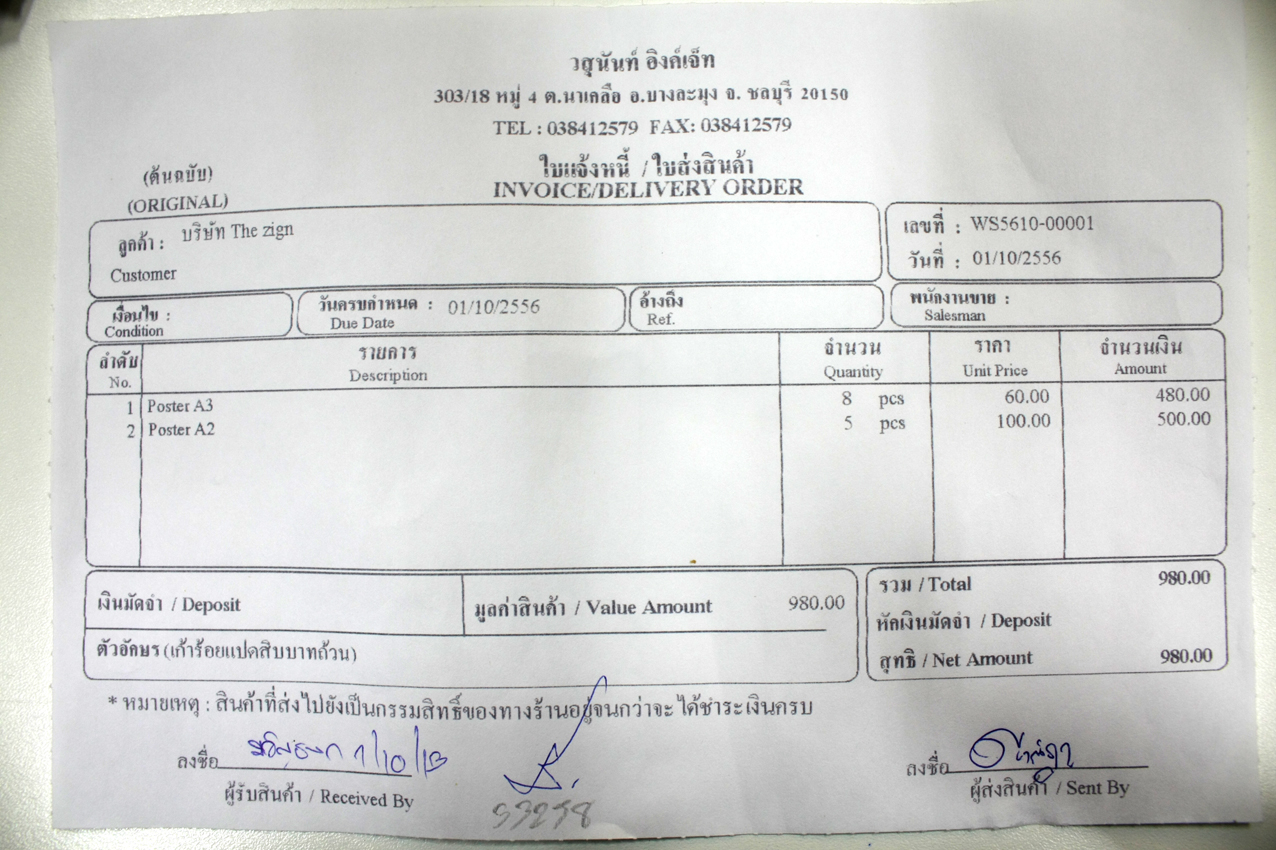 วสุนันท์ อิงค์เจ็ท
303/18 หมู่ 4 ต.นาเคลือ อ.บางละมุง จ. ชลบุรี 20150
TEL : 038412579 FAX: 038412579
(ต้นฉบับ)
(ORIGINAL)
ใบแจ้งหนี้ / ใบส่งสินค้า
INVOICE/DELIVERY ORDER
ลูกค้า : บริษัท The zign
Customer
เลขที่ : WS5610-00001
วันที่ : 01/10/2556
เงื่อนไข :
Condition
วันครบกำหนด : 01/10/2556
Due Date
อ้างถึง
Ref.
พนักงานขาย :
Salesman
ลำดับ รายการ จำนวน ราคา จำนวนเงิน
No. Description Quantity Unit Price Amount
1 Poster A3 8 pcs 60.00 480.00
2 Poster A2 5 pcs 100.00 500.00
เงินมัดจำ / Deposit มูลค่าสินค้า / Value Amount 980.00
ตัวอักษร (เก้าร้อยแปดสิบบาทถ้วน)
รวม / Total 980.00
หักเงินมัดจำ / Deposit
สุทธิ / Net Amount 980.00
* หมายเหตุ : สินค้าที่ส่งไปยังเป็นกรรมสิทธิ์ของทางร้านอยู่จนกว่าจะได้ชำระเงินครบ
ลงชื่อ 1/10/13
ผู้รับสินค้า / Received By
ลงชื่อ
ผู้ส่งสินค้า / Sent By